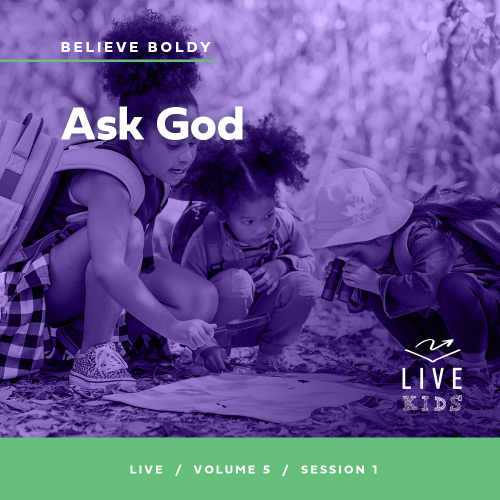 BELIEVE BOLDY
Ask God
LIVE
KIDS
LIVE / VOLUME 5 / SESSION 1